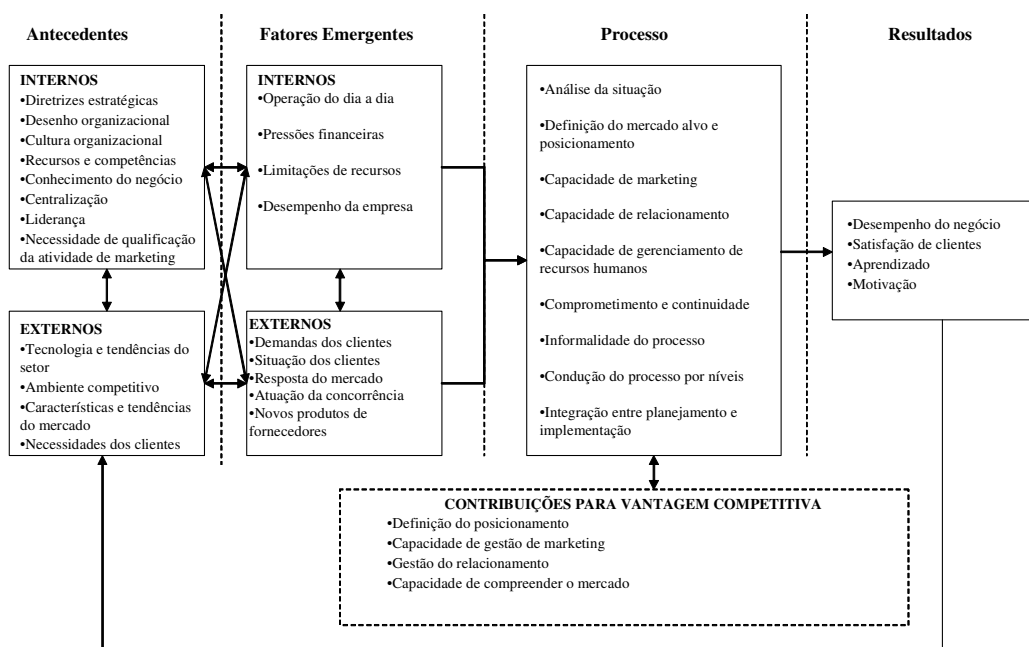 Antecedentes
Fatores Emergentes
Processo
Resultados
INTERNOS
•Diretrizes estratégicas
•Desenho organizacional
•Cultura organizacional
•Recursos e competências
•Conhecimento do negócio
•Centralização
•Liderança
•Necessidade de qualificação
da atividade de marketing
EXTERNOS
•Tecnologia e tendências do
setor
•Ambiente competitivo
•Características e tendências
do mercado
•Necessidades dos clientes
INTERNOS
•Operação do dia a dia
•Pressões financeiras
•Limitações de recursos
•Desempenho da empresa
EXTERNOS
•Demandas dos clientes
•Situação dos clientes
•Resposta do mercado
•Atuação da concorrência
•Novos produtos de
fornecedores
•Análise da situação
•Definição do mercado alvo e
posicionamento
•Capacidade de marketing
•Capacidade de relacionamento
•Capacidade de gerenciamento de
recursos humanos
•Comprometimento e continuidade
•Informalidade do processo
•Condução do processo por níveis
•Integração entre planejamento e
implementação
•Desempenho do negócio
•Satisfação de clientes
•Aprendizado
•Motivação
CONTRIBUIÇÕES PARA VANTAGEM COMPETITIVA
•Definição do posicionamento
•Capacidade de gestão de marketing
•Gestão do relacionamento
•Capacidade de compreender o mercado